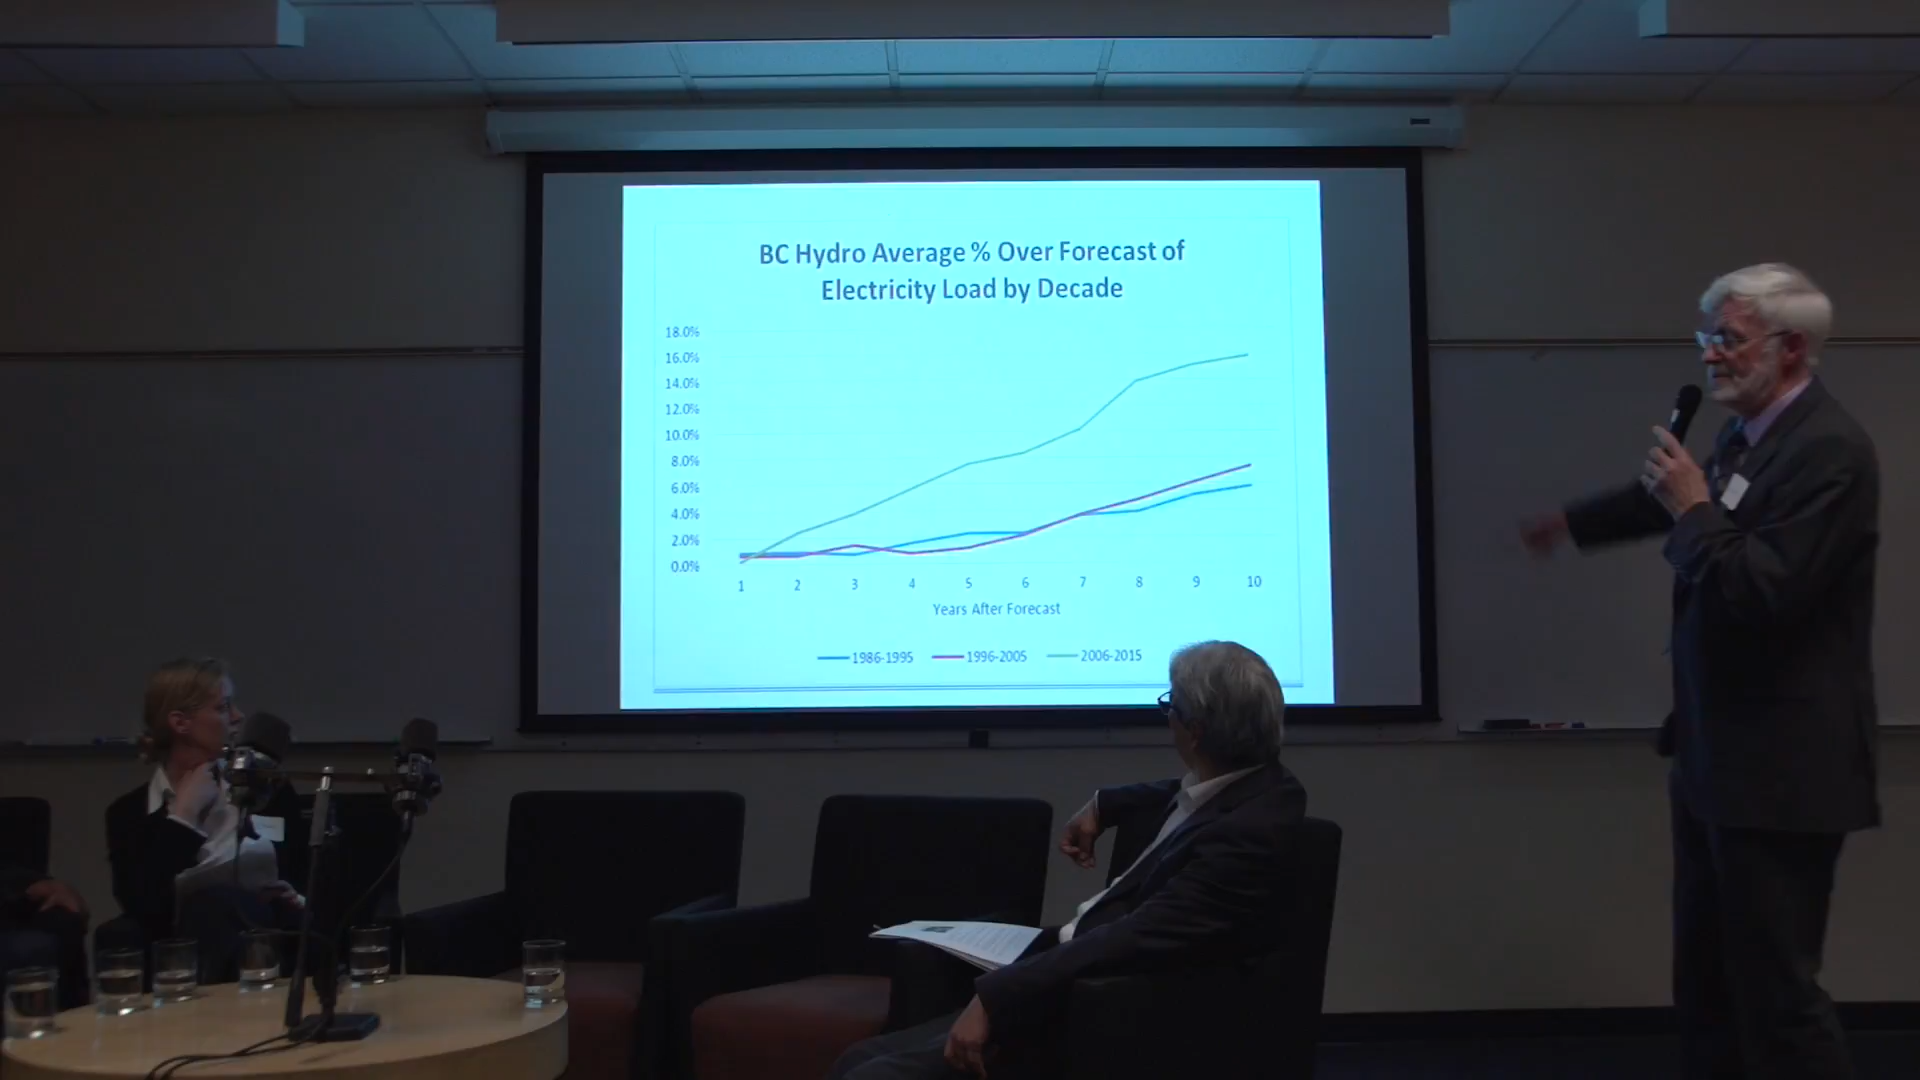 BC Hydro Average % Over Forecast of
Electricity Load by Decade
18.0%
16.0%
14.0%
12.0%
10.0%
8.0%
6.0%
4.0%
2.0%
0.0%
1 2 3 4 5 6 7 8 9 10
Years After Forecast
1986-1995 1996-2005 2006-2015